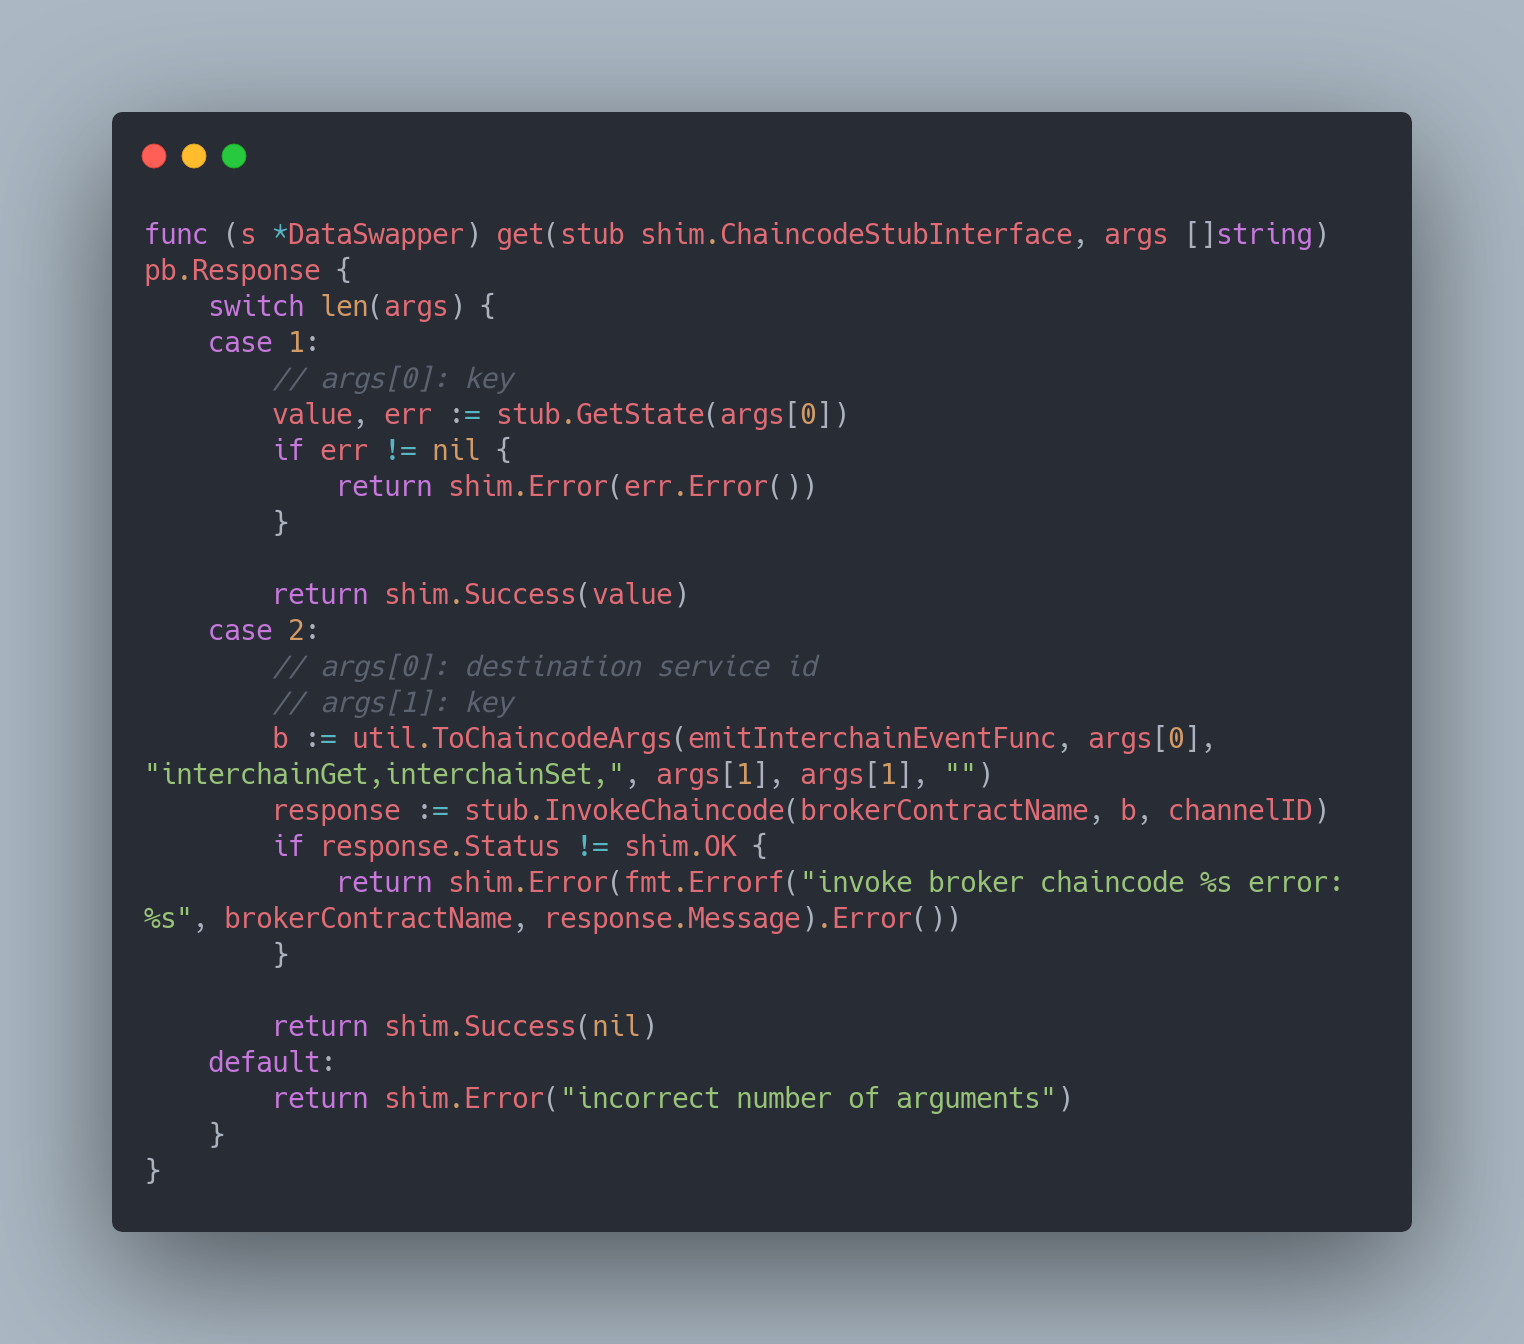 func (s *DataSwapper) get(stub shim.ChaincodeStubInterface, args []string)
pb.Response {
    switch len(args) {
    case 1:
        // args[0]: key
        value, err := stub.GetState(args[0])
        if err != nil {
            return shim.Error(err.Error())
        }

        return shim.Success(value)
    case 2:
        // args[0]: destination service id
        // args[1]: key
        b := util.ToChaincodeArgs(emitInterchainEventFunc, args[0],
"interchainGet,interchainSet,", args[1], args[1], "")
        response := stub.InvokeChaincode(brokerContractName, b, channelID)
        if response.Status != shim.OK {
            return shim.Error(fmt.Errorf("invoke broker chaincode %s error:
%s", brokerContractName, response.Message).Error())
        }

        return shim.Success(nil)
    default:
        return shim.Error("incorrect number of arguments")
    }
}